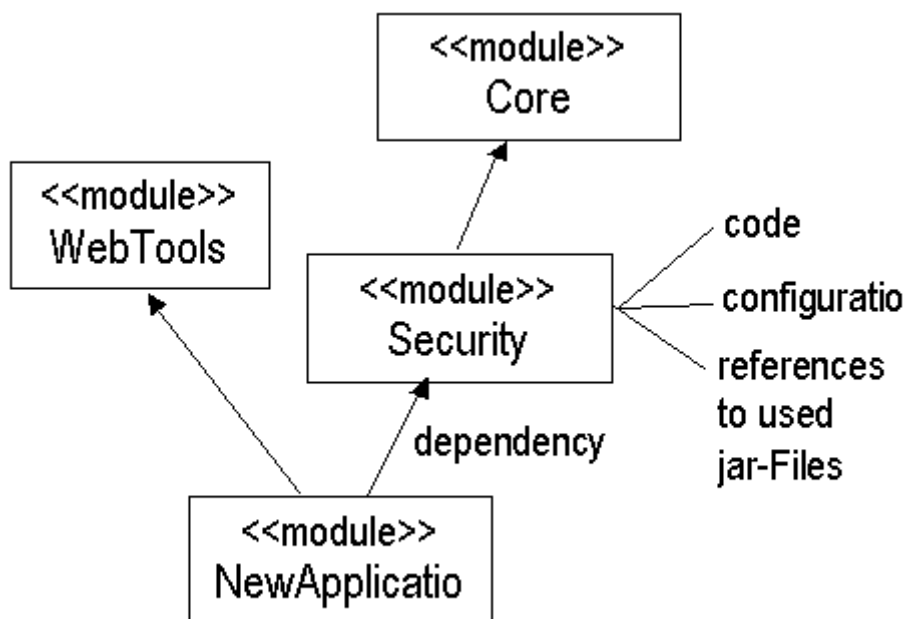 <<module>>
Core
<<module>>
WebTools
<<module>>
Security
code
configuratio
references
to used
jar-Files
dependency
<<module>>
NewApplicatio